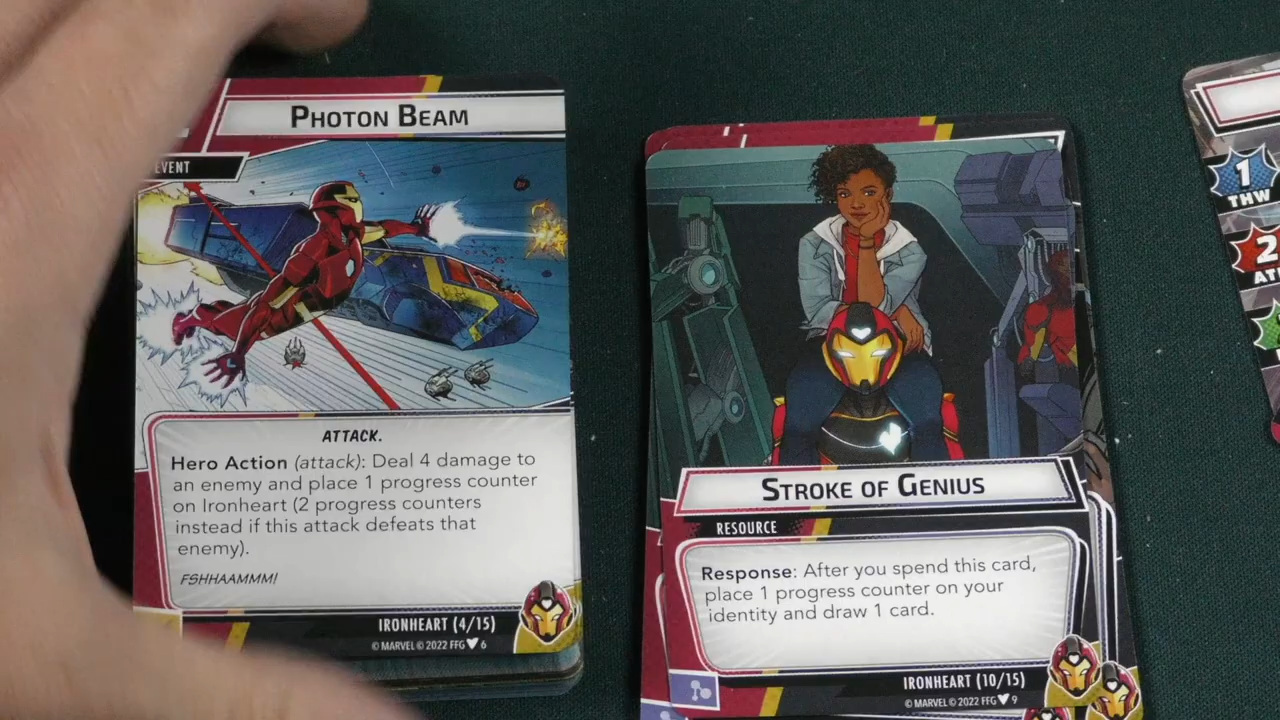 PHOTON BEAM
EVENT
ATTACK.
Hero Action (attack): Deal 4 damage to
an enemy and place 1 progress counter
on Ironheart (2 progress counters
instead if this attack defeats that
enemy).
FSHHAAMMM!
IRONHEART (4/15)
© MARVEL © 2022 FFG 6
STROKE OF GENIUS
RESOURCE
Response: After you spend this card,
place 1 progress counter on your
identity and draw 1 card.
IRONHEART (10/15)
© MARVEL © 2022 FFG 9
1
THW
2